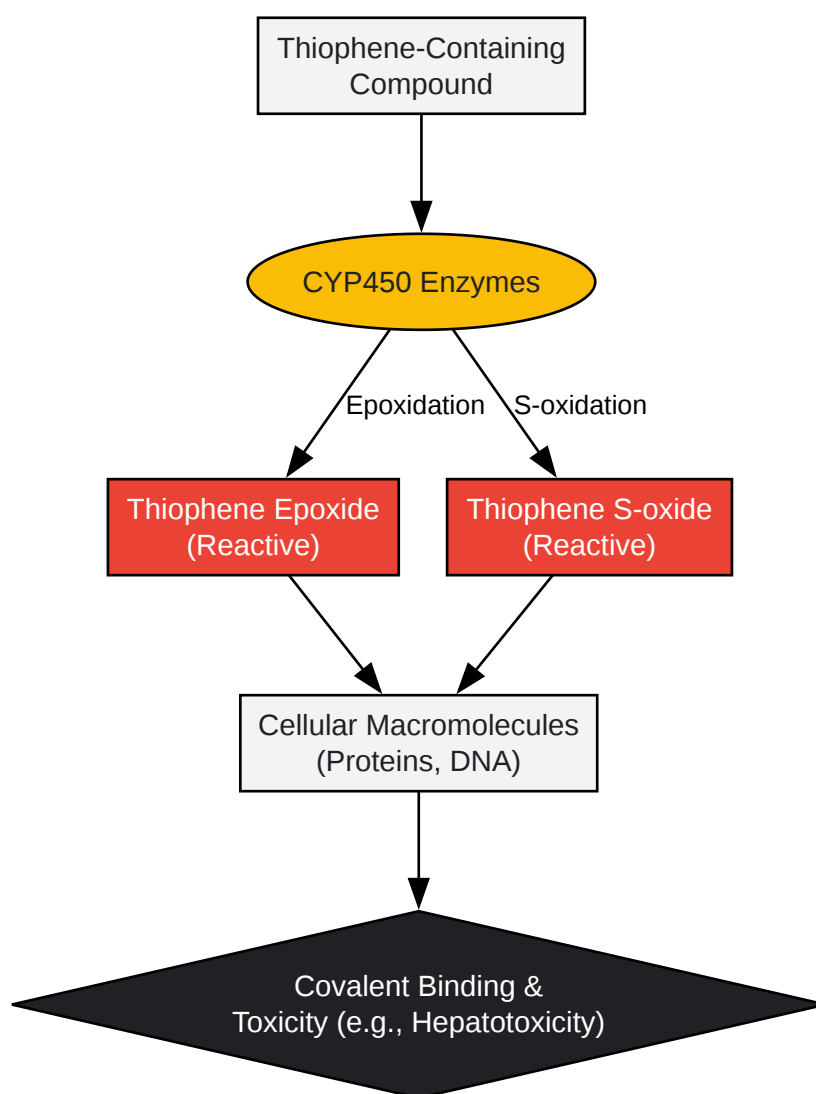 Thiophene-Containing
Compound
CYP450 Enzymes
Epoxidation
S-oxidation
Thiophene Epoxide
(Reactive)
Thiophene S-oxide
(Reactive)
Cellular Macromolecules
(Proteins, DNA)
Covalent Binding &
Toxicity (e.g., Hepatotoxicity)